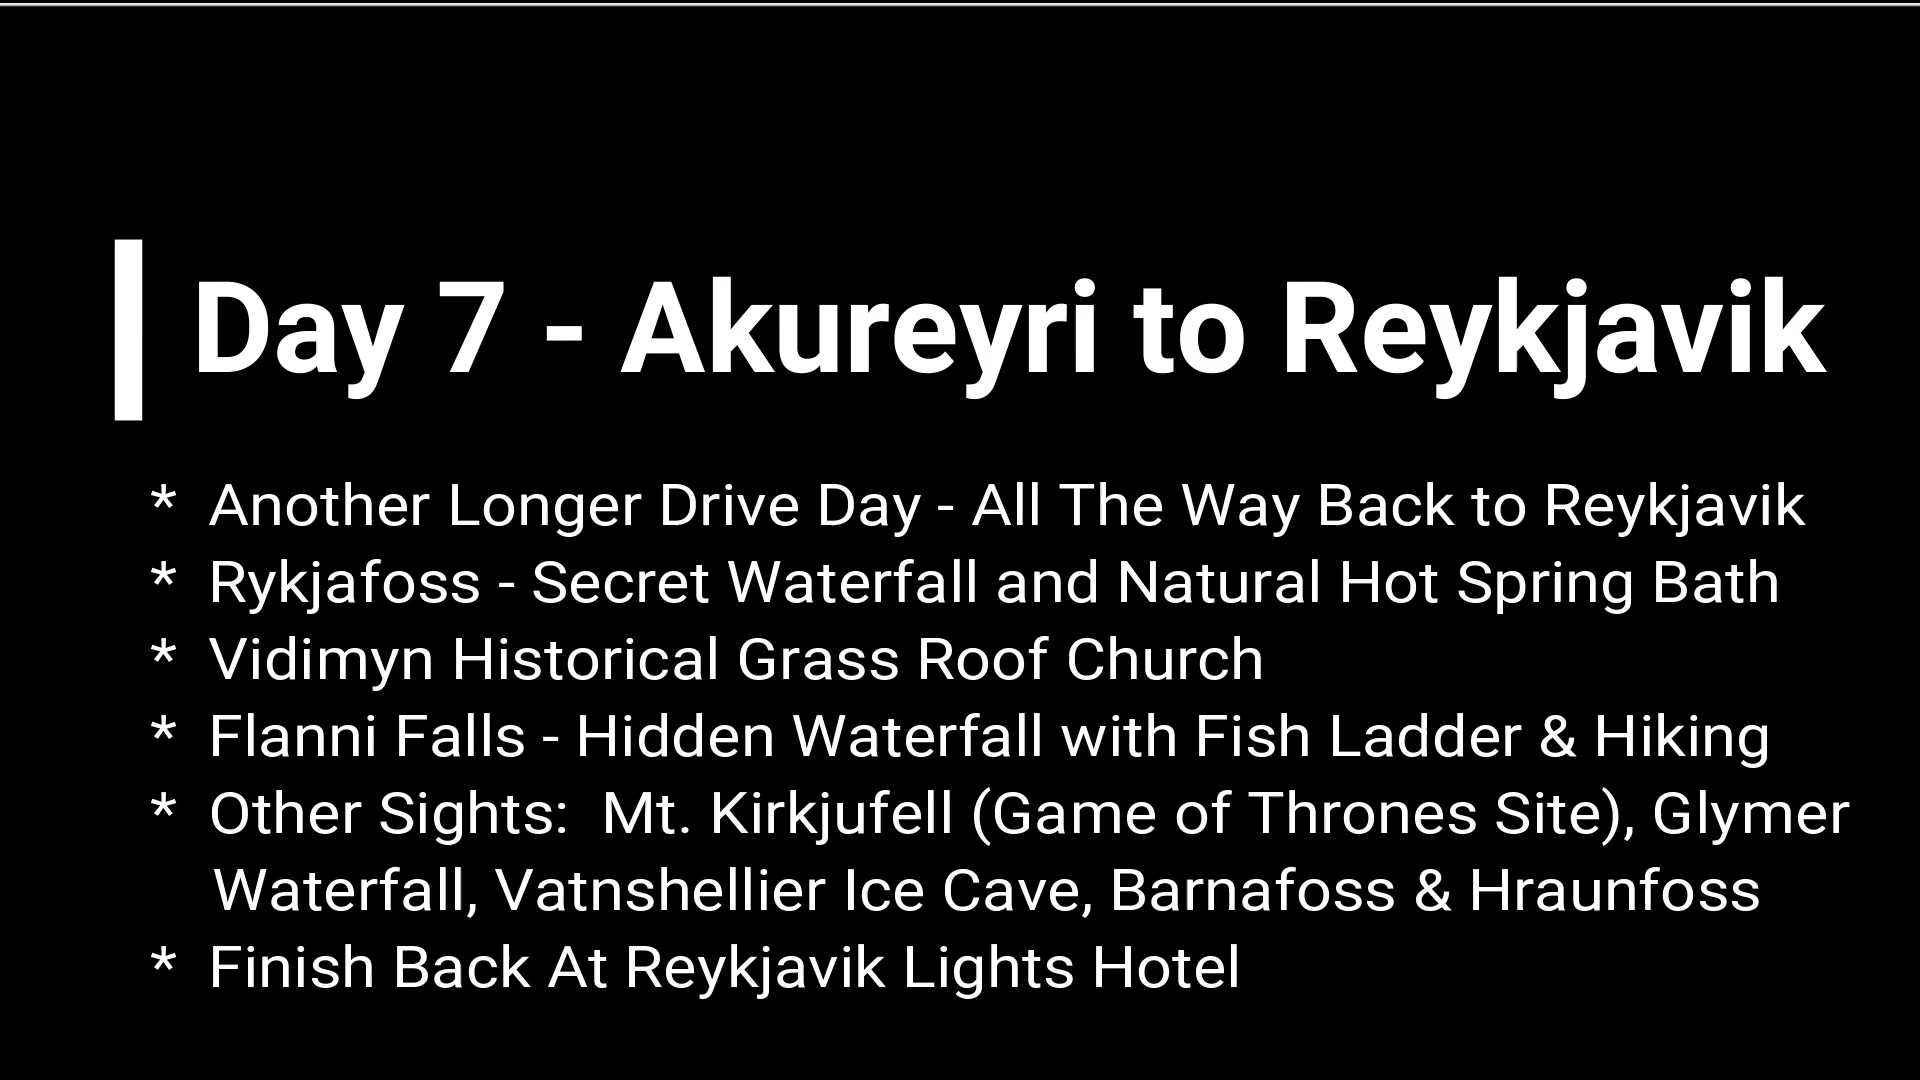 Day 7 - Akureyri to Reykjavik
* Another Longer Drive Day - All The Way Back to Reykjavik
* Rykjafoss - Secret Waterfall and Natural Hot Spring Bath
* Vidimyn Historical Grass Roof Church
* Flanni Falls - Hidden Waterfall with Fish Ladder & Hiking
* Other Sights:  Mt. Kirkjufell (Game of Thrones Site), Glymer
Waterfall, Vatnshellier Ice Cave, Barnafoss & Hraunfoss
* Finish Back At Reykjavik Lights Hotel